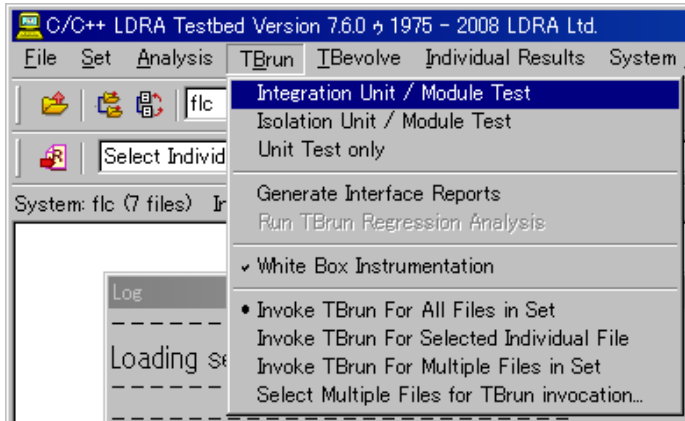 C/C++ LDRA Testbed Version 7.6.0 ゥ 1975 - 2008 LDRA Ltd.
File Set Analysis TBrun TBevolve Individual Results System
flc
Select Individ
System: flc (7 files)
Integration Unit / Module Test
Isolation Unit / Module Test
Unit Test only
Generate Interface Reports
Run TBrun Regression Analysis
White Box Instrumentation
Invoke TBrun For All Files in Set
Invoke TBrun For Selected Individual File
Invoke TBrun For Multiple Files in Set
Select Multiple Files for TBrun invocation...
Log
Loading se